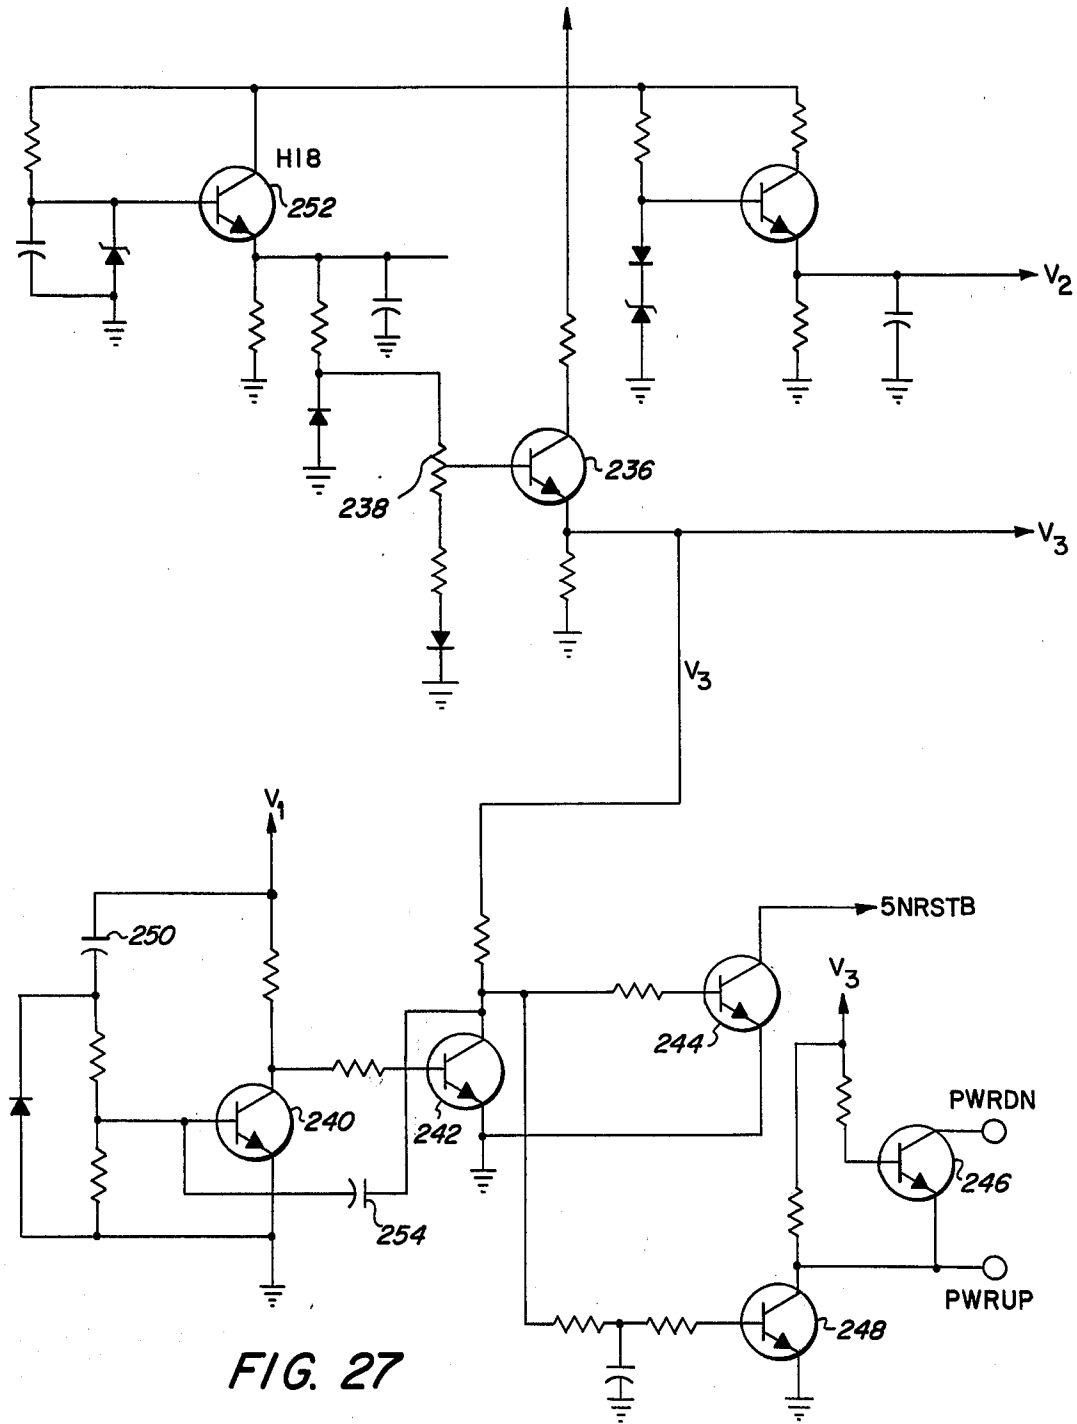 H18
252
V2
236
238
V3
V3
V1
250
5NRSTB
V3
244
PWRDN
240
242
246
254
PWRUP
248
FIG. 27